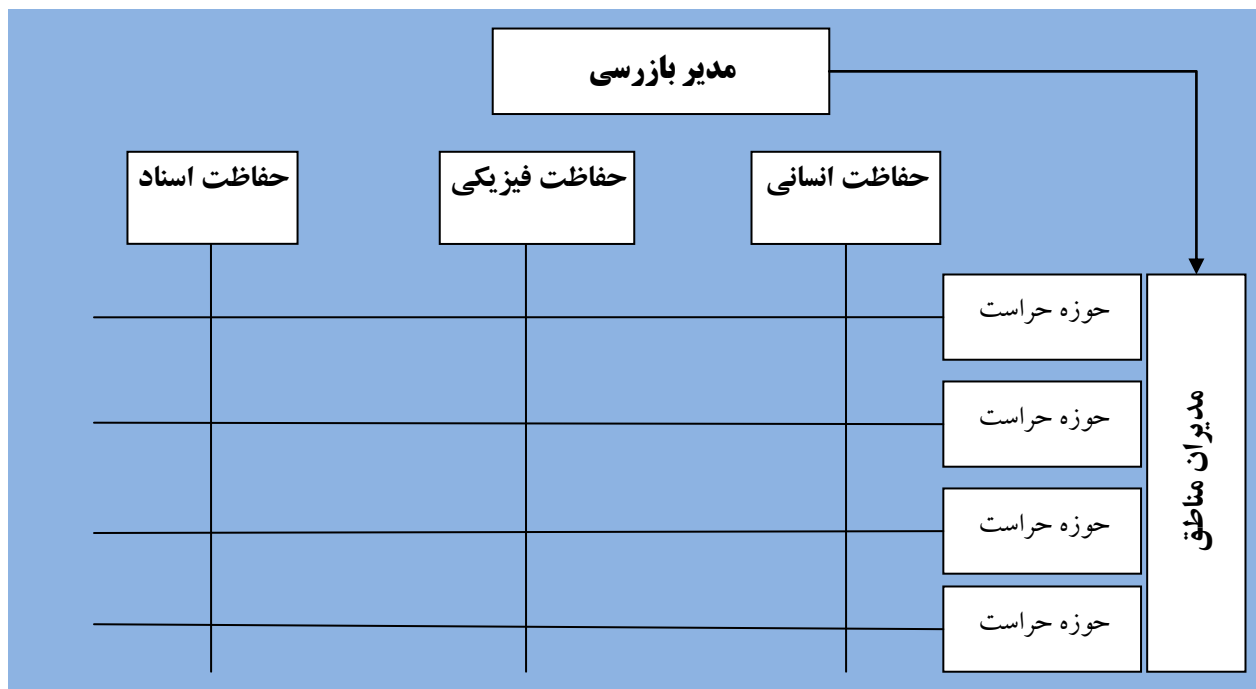 مدیر بازرسی
حفاظت انسانی
حفاظت فیزیکی
حفاظت اسناد
مدیران مناطق
حوزه حراست
حوزه حراست
حوزه حراست
حوزه حراست